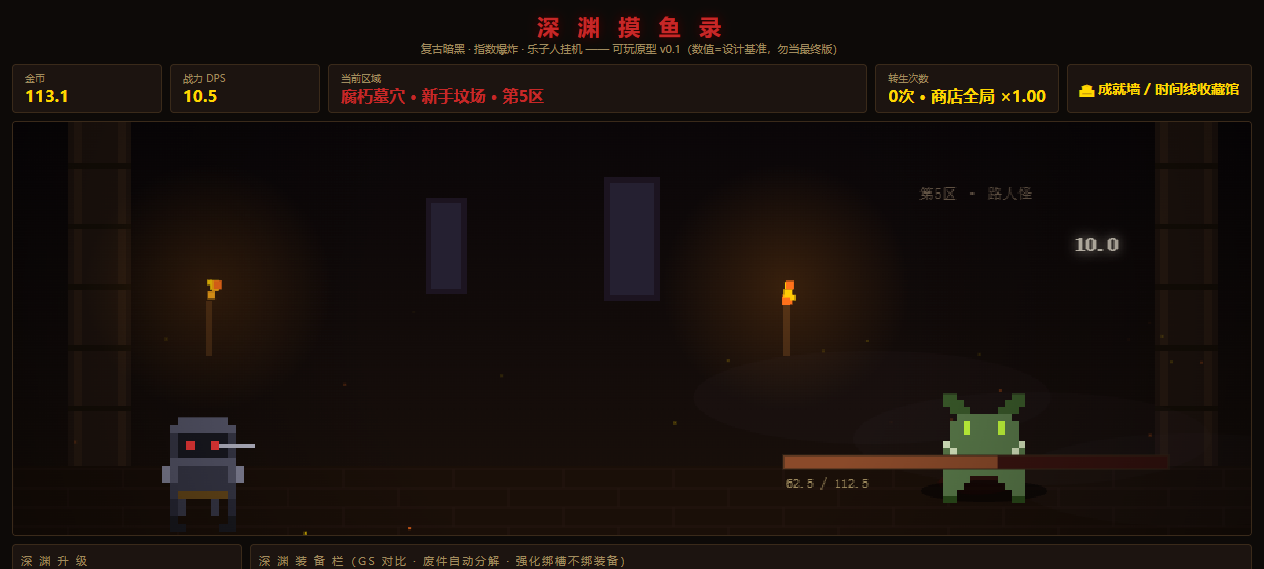 深渊摸鱼录
复古暗黑 · 指数爆炸 · 乐子人挂机 —— 可玩原型 v0.1（数值=设计基准，勿当最终版）
金币
113.1
战力 DPS
10.5
当前区域
腐朽墓穴 • 新手坟场 • 第5区
转生次数
0次 • 商店全局 ×1.00
成就墙 / 时间线收藏馆
第5区 · 路人怪
10.0
62.5 / 112.5
深渊升级
深渊装备栏（GS 对比 · 废件自动分解 · 强化绑槽不绑装备）